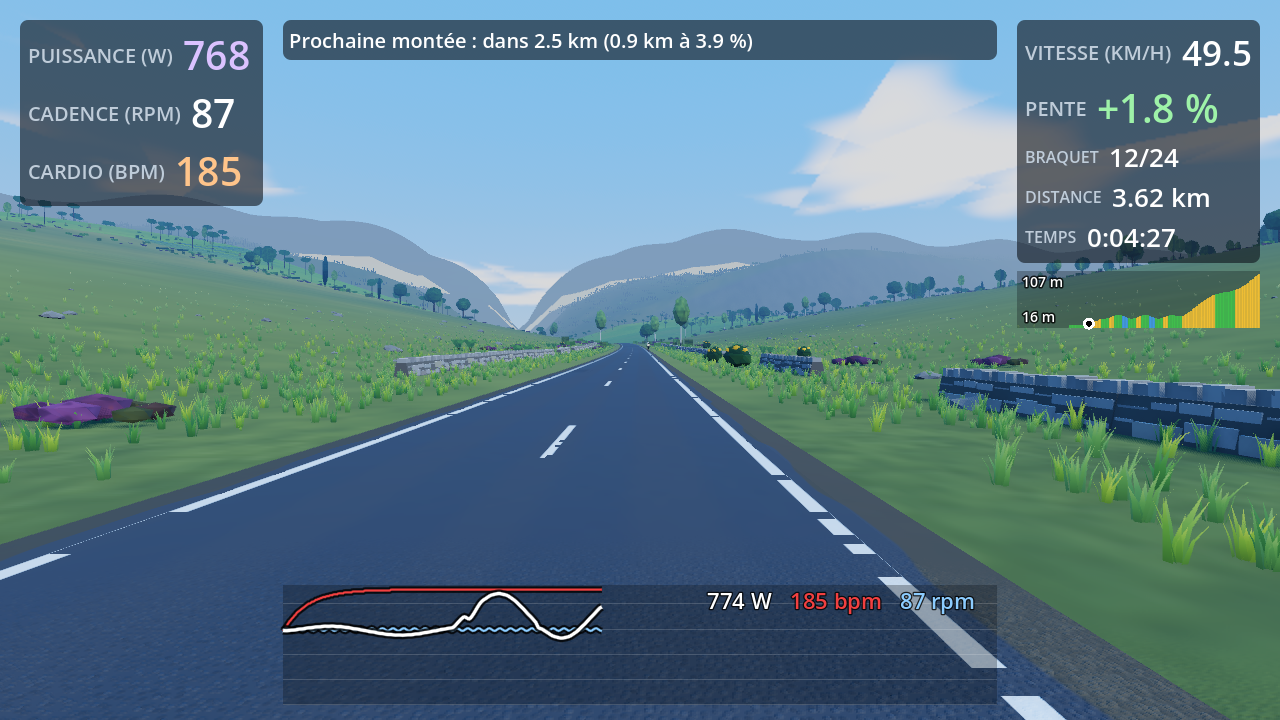 PUISSANCE (W) 768
CADENCE (RPM) 87
CARDIO (BPM) 185
Prochaine montée : dans 2.5 km (0.9 km à 3.9 %)
VITESSE (KM/H) 49.5
PENTE +1.8 %
BRAQUET 12/24
DISTANCE 3.62 km
TEMPS 0:04:27
107 m
16 m
774 W 185 bpm 87 rpm